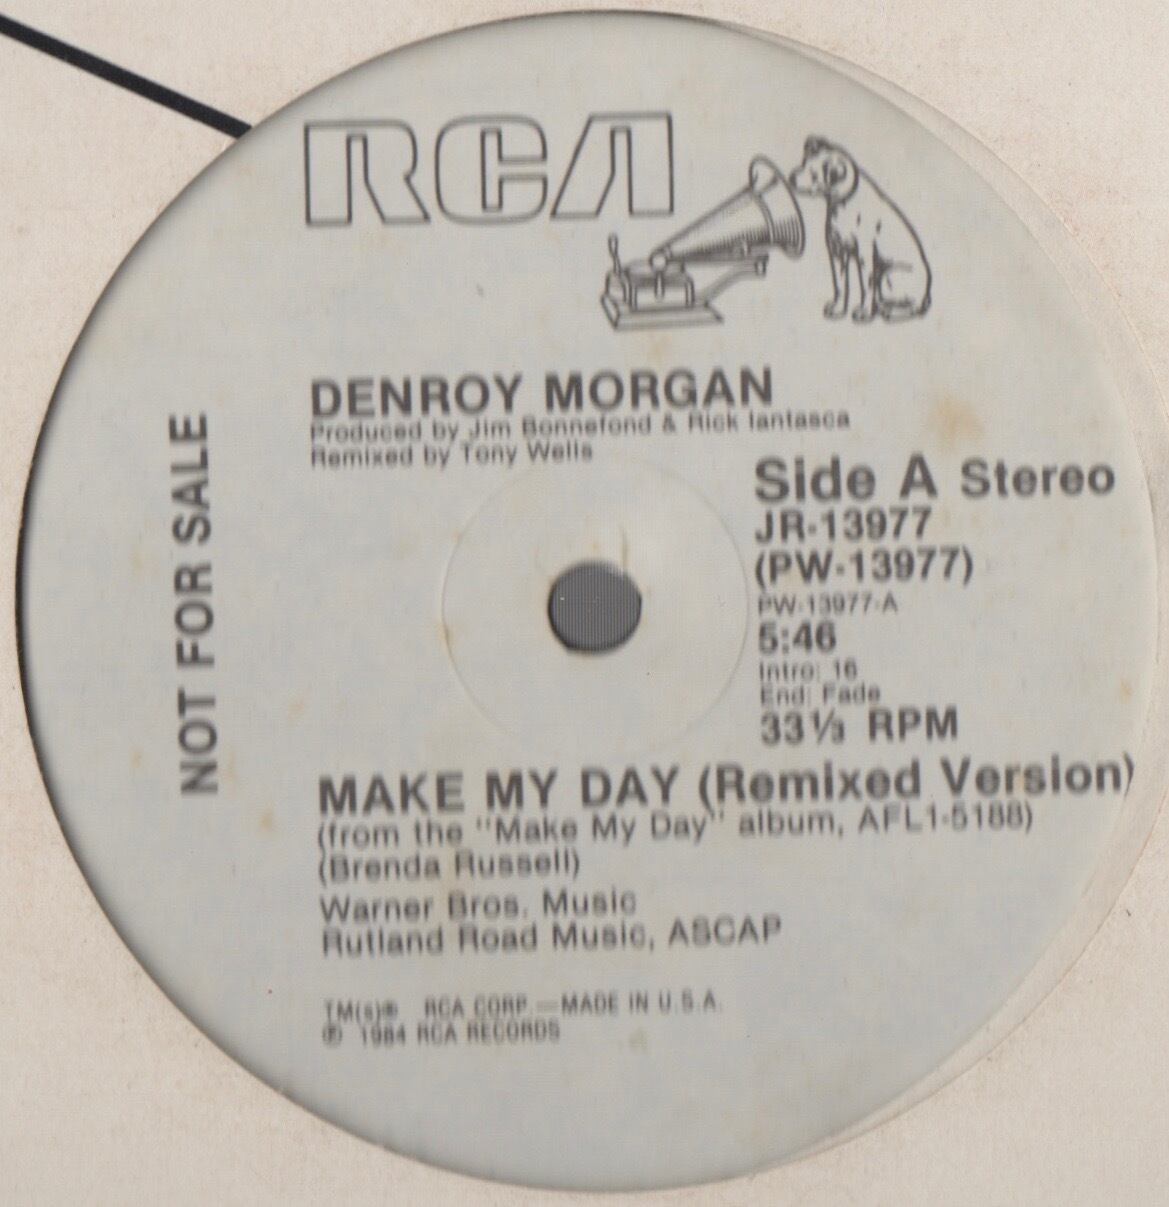 RCA
NOT FOR SALE
DENROY MORGAN
Produced by Jim Bonnefond & Rick Iantasca
Remixed by Tony Wells
Side A Stereo
JR-13977
(PW-13977)
PW-13977-A
5:46
Intro: 16
End: Fade
33⅓ RPM
MAKE MY DAY (Remixed Version)
(from the "Make My Day" album, AFL1-5188)
(Brenda Russell)
Warner Bros. Music
Rutland Road Music, ASCAP
TM(s)® RCA CORP.—MADE IN U.S.A.
℗ 1984 RCA RECORDS